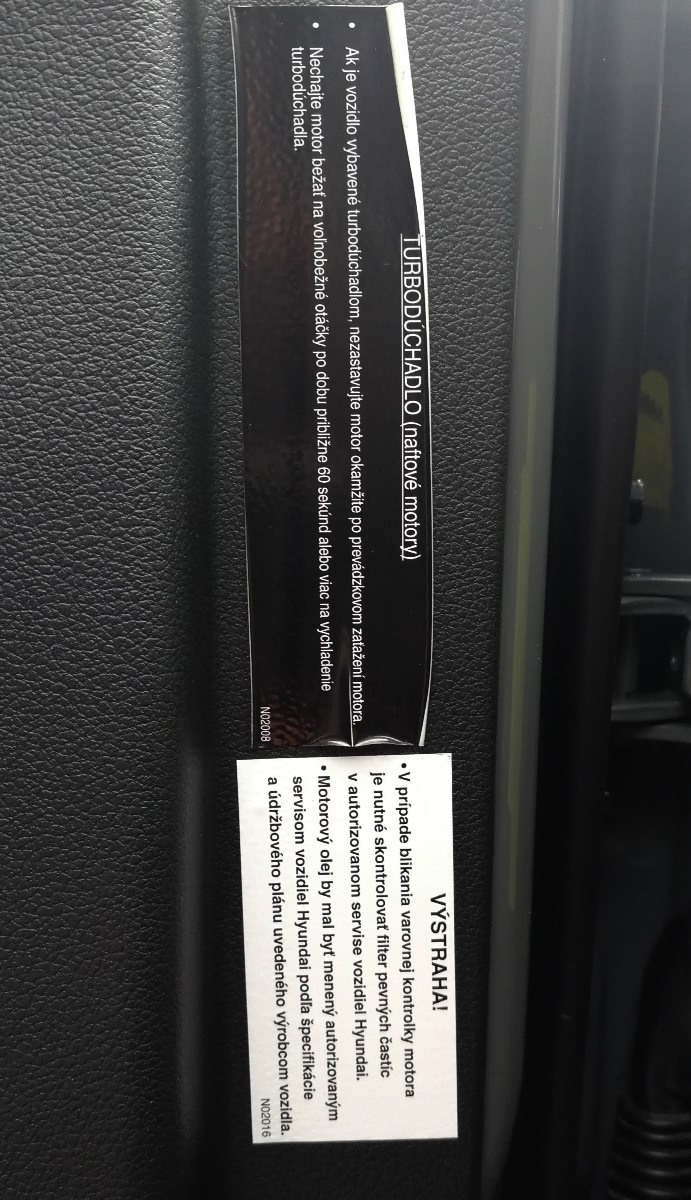 TURBODÚCHADLO (naftové motory)
• Ak je vozidlo vybavené turbodúchadlom, nezastavujte motor okamžite po prevádzkovom zaťažení motora.
• Nechajte motor bežať na voľnobežné otáčky po dobu približne 60 sekúnd alebo viac na vychladenie
turbodúchadla.
N02008
VÝSTRAHA!
• V prípade blikania varovnej kontrolky motora
je nutné skontrolovať filter pevných častíc
v autorizovanom servise vozidiel Hyundai.
• Motorový olej by mal byť menený autorizovaným
servisom vozidiel Hyundai podľa špecifikácie
a údržbového plánu uvedeného výrobcom vozidla.
N02016